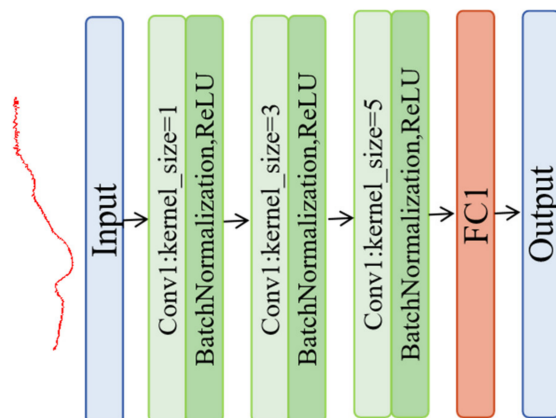 Input
Conv1:kernel_size=1
BatchNormalization,ReLU
Conv1:kernel_size=3
BatchNormalization,ReLU
Conv1:kernel_size=5
BatchNormalization,ReLU
FC1
Output